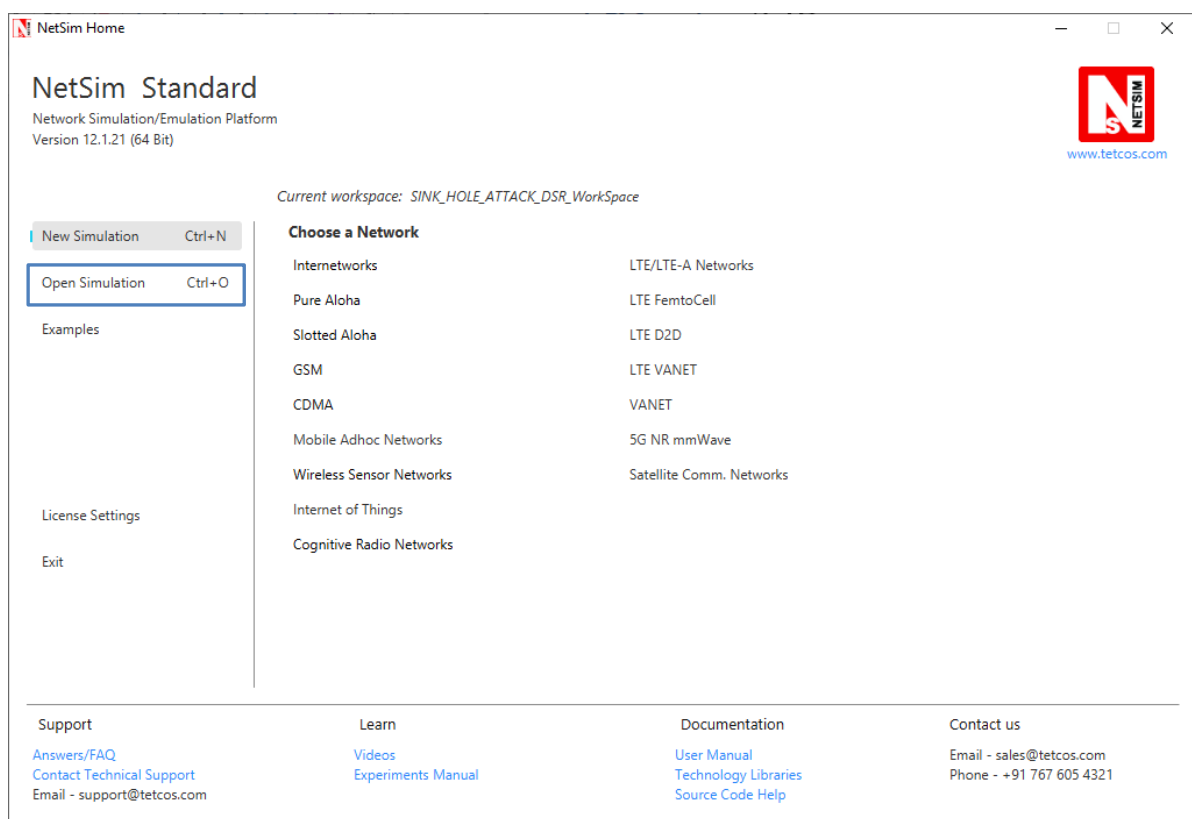 NetSim Home
NetSim Standard
Network Simulation/Emulation Platform
Version 12.1.21 (64 Bit)
NS NETSIM
www.tetcos.com
Current workspace: SINK_HOLE_ATTACK_DSR_WorkSpace
New Simulation Ctrl+N
Open Simulation Ctrl+O
Examples
License Settings
Exit
Choose a Network
Internetworks
Pure Aloha
Slotted Aloha
GSM
CDMA
Mobile Adhoc Networks
Wireless Sensor Networks
Internet of Things
Cognitive Radio Networks
LTE/LTE-A Networks
LTE FemtoCell
LTE D2D
LTE VANET
VANET
5G NR mmWave
Satellite Comm. Networks
Support
Answers/FAQ
Contact Technical Support
Email - support@tetcos.com
Learn
Videos
Experiments Manual
Documentation
User Manual
Technology Libraries
Source Code Help
Contact us
Email - sales@tetcos.com
Phone - +91 767 605 4321